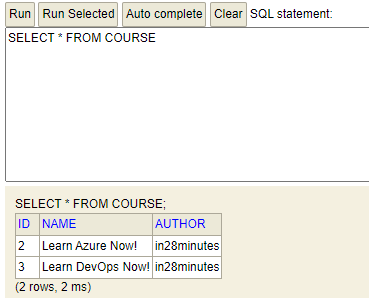 Run Run Selected Auto complete Clear SQL statement:
SELECT * FROM COURSE
SELECT * FROM COURSE;
ID NAME AUTHOR
2 Learn Azure Now! in28minutes
3 Learn DevOps Now! in28minutes
(2 rows, 2 ms)